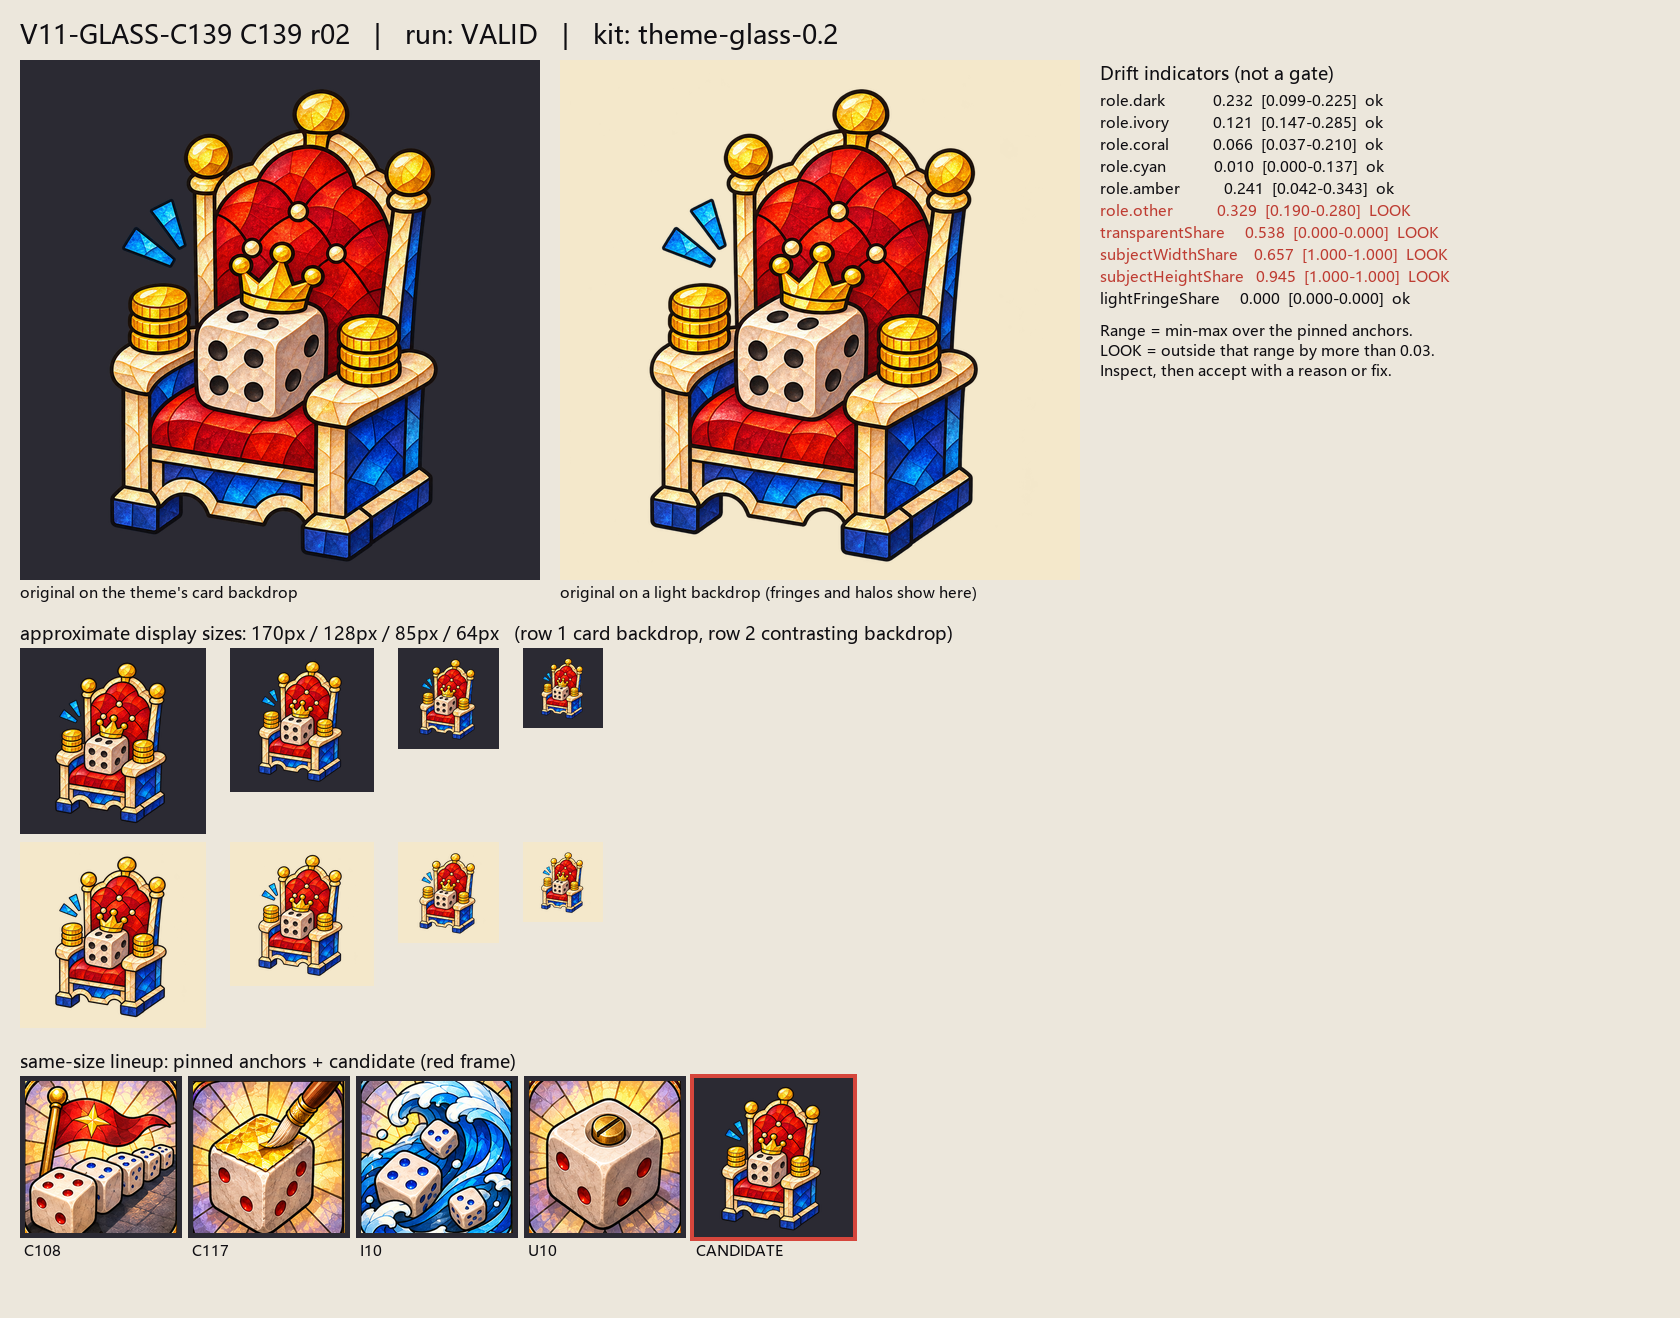 V11-GLASS-C139 C139 r02 | run: VALID | kit: theme-glass-0.2
Drift indicators (not a gate)
role.dark 0.232 [0.099-0.225] ok
role.ivory 0.121 [0.147-0.285] ok
role.coral 0.066 [0.037-0.210] ok
role.cyan 0.010 [0.000-0.137] ok
role.amber 0.241 [0.042-0.343] ok
role.other 0.329 [0.190-0.280] LOOK
transparentShare 0.538 [0.000-0.000] LOOK
subjectWidthShare 0.657 [1.000-1.000] LOOK
subjectHeightShare 0.945 [1.000-1.000] LOOK
lightFringeShare 0.000 [0.000-0.000] ok
Range = min-max over the pinned anchors.
LOOK = outside that range by more than 0.03.
Inspect, then accept with a reason or fix.
original on the theme's card backdrop
original on a light backdrop (fringes and halos show here)
approximate display sizes: 170px / 128px / 85px / 64px (row 1 card backdrop, row 2 contrasting backdrop)
same-size lineup: pinned anchors + candidate (red frame)
C108
C117
I10
U10
CANDIDATE